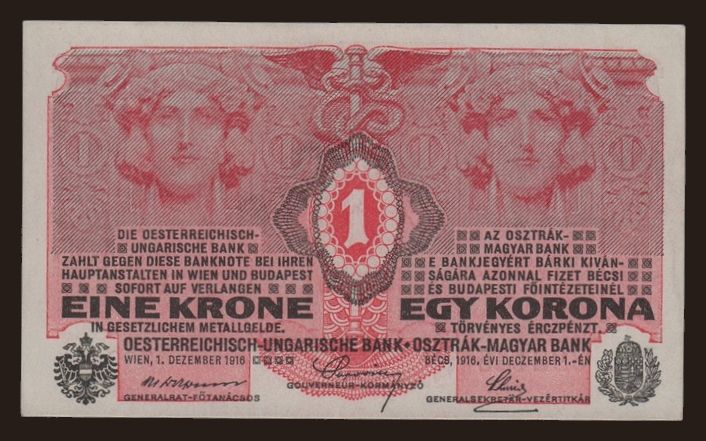 1
DIE OESTERREICHISCH-
UNGARISCHE BANK
ZAHLT GEGEN DIESE BANKNOTE BEI IHREN
HAUPTANSTALTEN IN WIEN UND BUDAPEST
SOFORT AUF VERLANGEN
EINE KRONE
IN GESETZLICHEM METALLGELDE.
AZ OSZTRÁK-
MAGYAR BANK
E BANKJEGYÉRT BÁRKI KIVÁN-
SÁGÁRA AZONNAL FIZET BÉCSI
ÉS BUDAPESTI FŐINTÉZETEINÉL
EGY KORONA
TÖRVÉNYES ÉRCZPÉNZT.
OESTERREICHISCH-UNGARISCHE BANK • OSZTRÁK-MAGYAR BANK
WIEN, 1. DEZEMBER 1916
BÉCS, 1916. ÉVI DECZEMBER 1.-ÉN
GENERALRAT-FŐTANÁCSOS
GOUVERNEUR-KORMÁNYZÓ
GENERALSEKRETÄR-VEZÉRTITKÁR